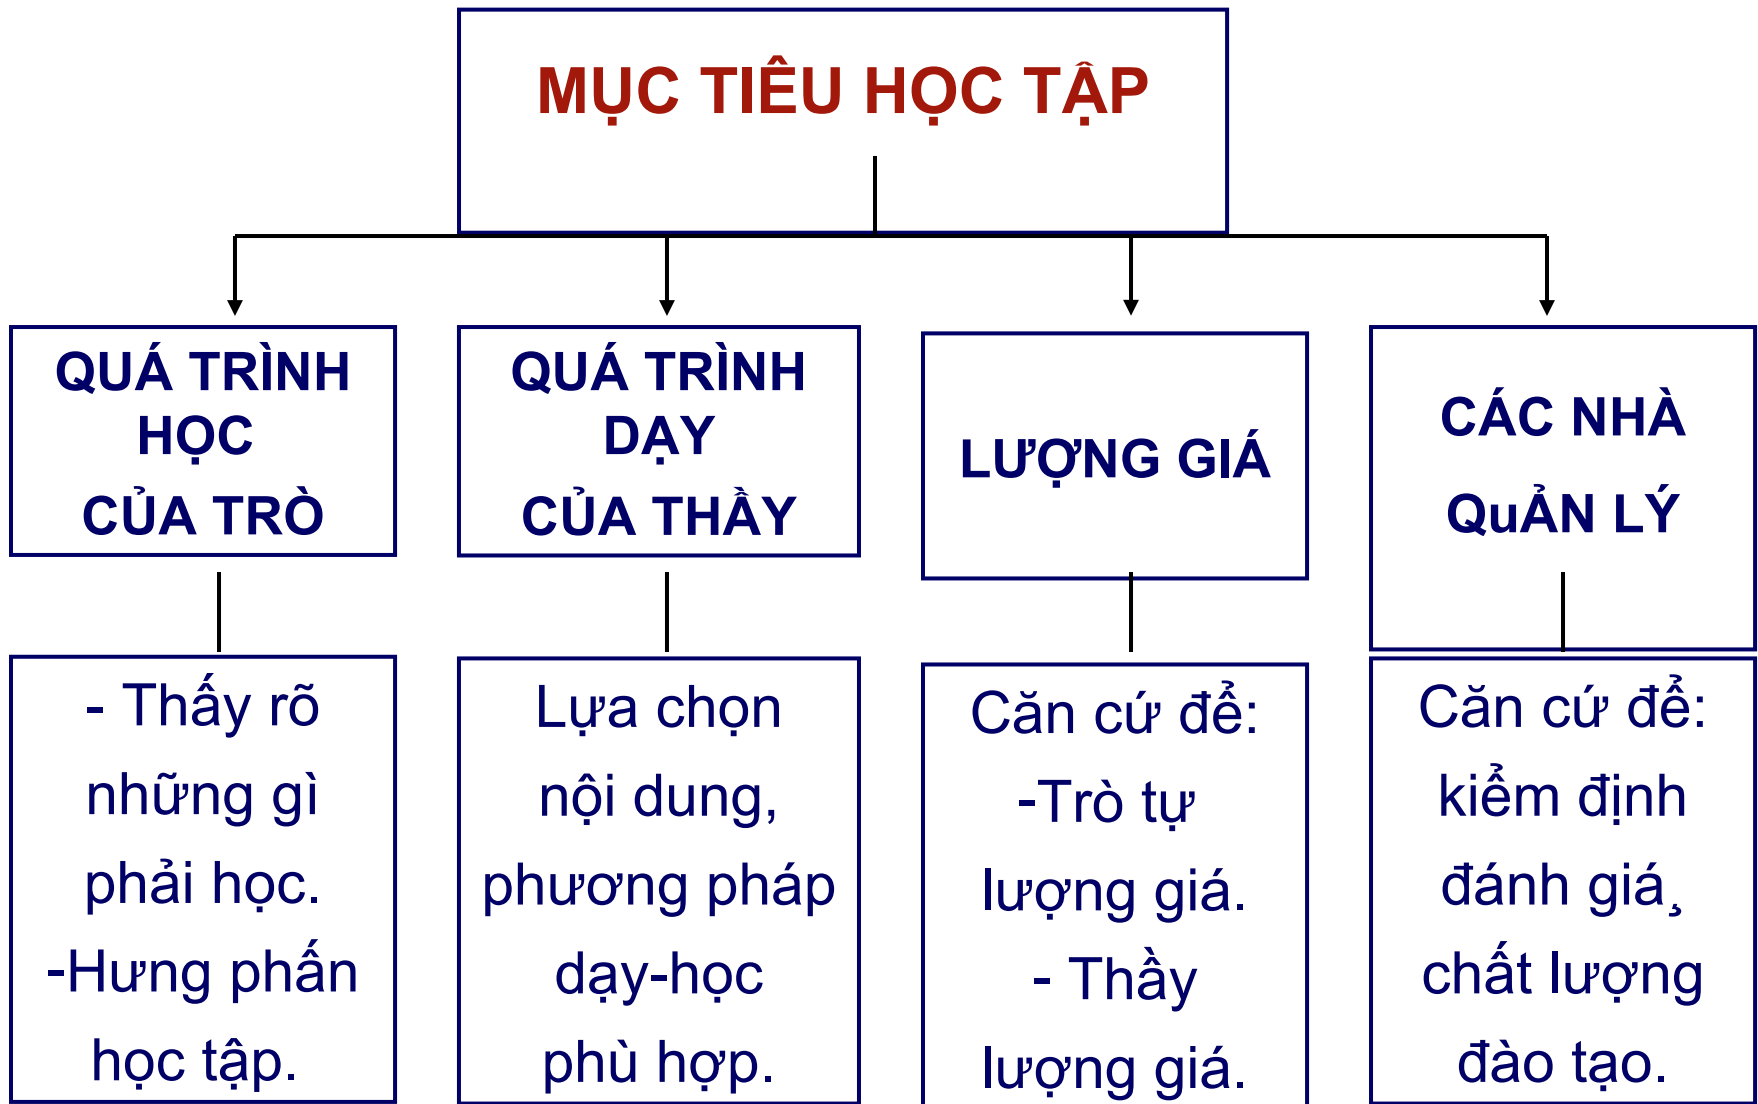 MỤC TIÊU HỌC TẬP
QUÁ TRÌNH
HỌC
CỦA TRÒ
QUÁ TRÌNH
DẠY
CỦA THẦY
LƯỢNG GIÁ
CÁC NHÀ
QuẢN LÝ
- Thấy rõ
những gì
phải học.
-Hưng phấn
học tập.
Lựa chọn
nội dung,
phương pháp
dạy-học
phù hợp.
Căn cứ để:
-Trò tự
lượng giá.
- Thầy
lượng giá.
Căn cứ để:
kiểm định
đánh giá¸
chất lượng
đào tạo.